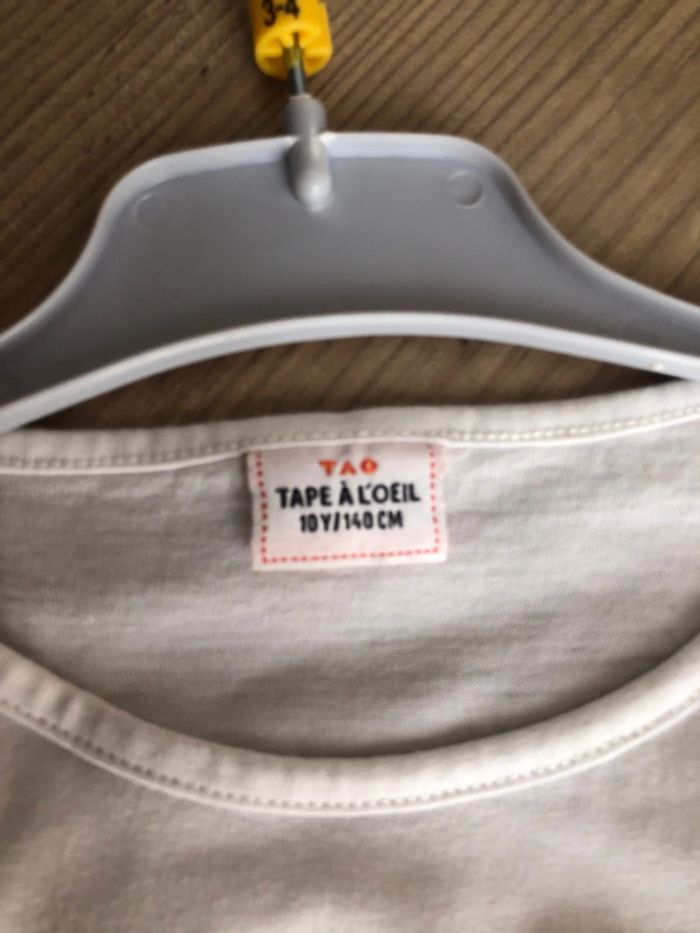 3-4
TAO
TAPE À L'OEIL
10Y/140CM